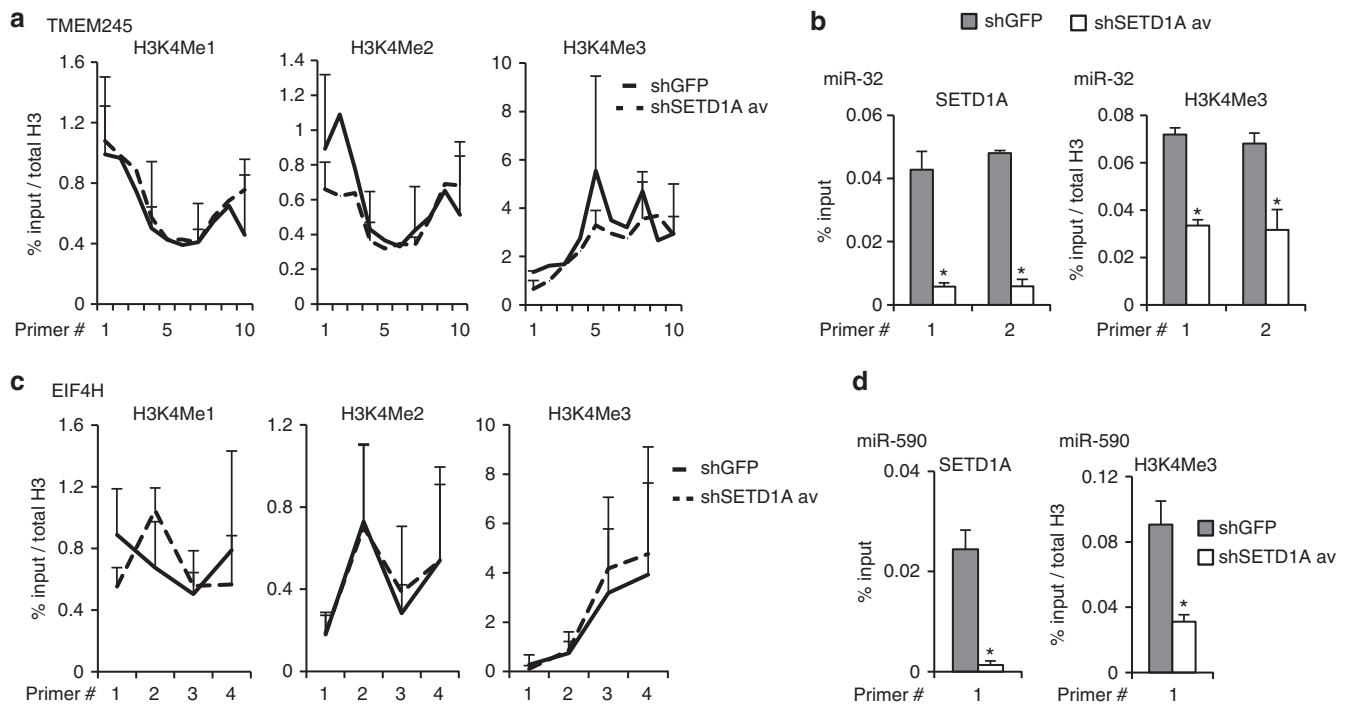 a
TMEM245
H3K4Me1
H3K4Me2
H3K4Me3
% input / total H3
1.6
1.2
0.8
0.4
0
1.4
1.2
1
0.8
0.6
0.4
0.2
0
10
8
6
4
2
0
shGFP
shSETD1A av
Primer # 1 5 10
1 5 10
1 5 10
b
shGFP
shSETD1A av
miR-32
SETD1A
% input
0.06
0.04
0.02
0
* *
Primer # 1 2
miR-32
H3K4Me3
% input / total H3
0.08
0.06
0.04
0.02
0
* *
Primer # 1 2
c
EIF4H
H3K4Me1
H3K4Me2
H3K4Me3
% input / total H3
1.6
1.2
0.8
0.4
0
1.2
0.8
0.4
0
10
8
6
4
2
0
shGFP
shSETD1A av
Primer # 1 2 3 4
1 2 3 4
1 2 3 4
d
miR-590
SETD1A
% input
0.04
0.02
0
*
Primer # 1
miR-590
H3K4Me3
% input / total H3
0.12
0.08
0.04
0
*
shGFP
shSETD1A av
Primer # 1